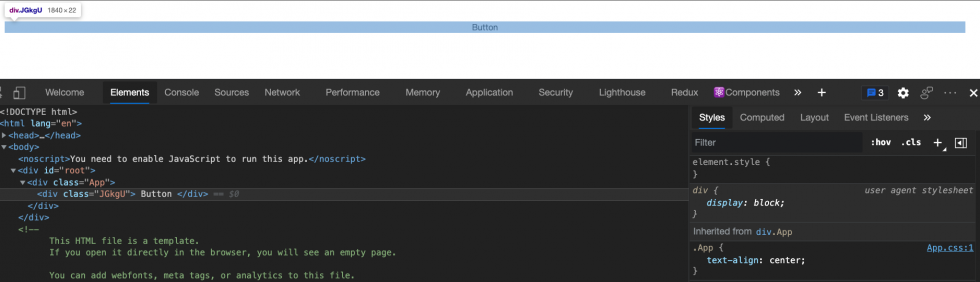 div.JGkgU 1840 × 22
Button
Welcome Elements Console Sources Network Performance Memory Application Security Lighthouse Redux Components » + 3 ··· ×
<!DOCTYPE html>
<html lang="en">
▸<head>…</head>
▾<body>
<noscript>You need to enable JavaScript to run this app.</noscript>
▾<div id="root">
▾<div class="App">
<div class="JGkgU"> Button </div> == $0
</div>
</div>
<!--
This HTML file is a template.
If you open it directly in the browser, you will see an empty page.
You can add webfonts, meta tags, or analytics to this file.
Styles Computed Layout Event Listeners »
Filter :hov .cls +
element.style {
}
div { user agent stylesheet
display: block;
}
Inherited from div.App
.App { App.css:1
text-align: center;
}